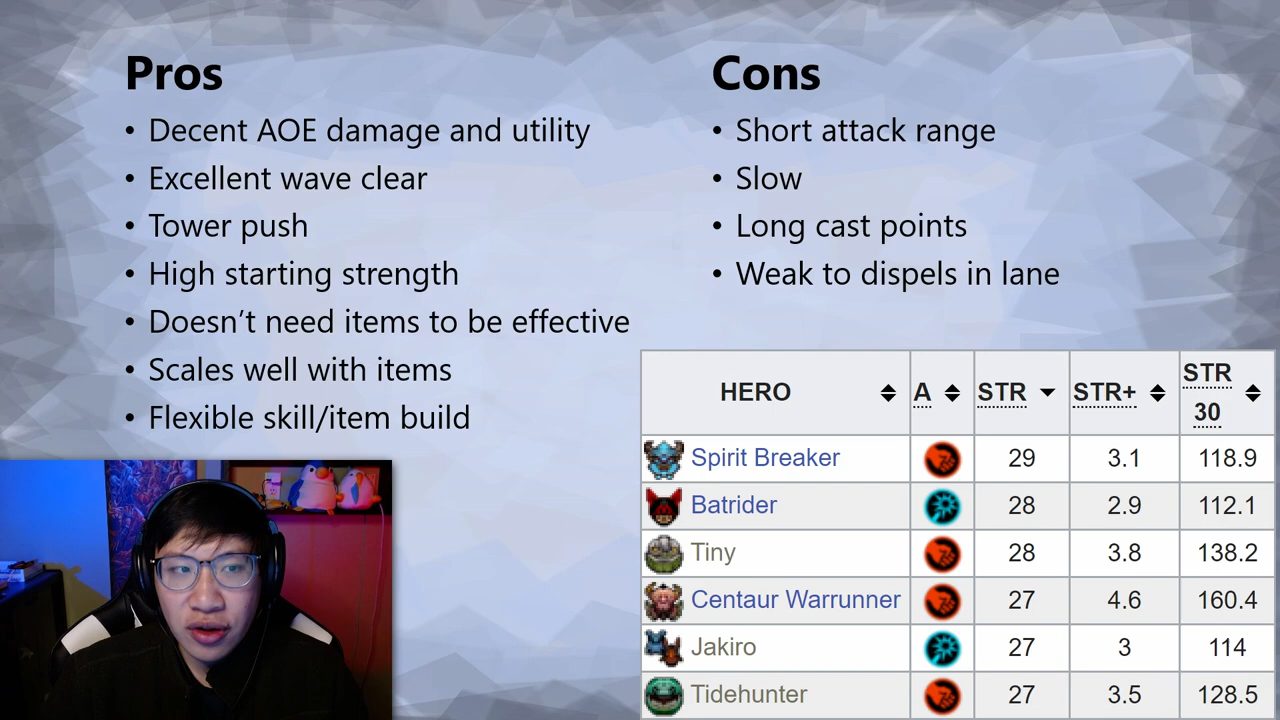 Pros
• Decent AOE damage and utility
• Excellent wave clear
• Tower push
• High starting strength
• Doesn’t need items to be effective
• Scales well with items
• Flexible skill/item build
Cons
• Short attack range
• Slow
• Long cast points
• Weak to dispels in lane
HERO A STR STR+ STR 30
Spirit Breaker 29 3.1 118.9
Batrider 28 2.9 112.1
Tiny 28 3.8 138.2
Centaur Warrunner 27 4.6 160.4
Jakiro 27 3 114
Tidehunter 27 3.5 128.5